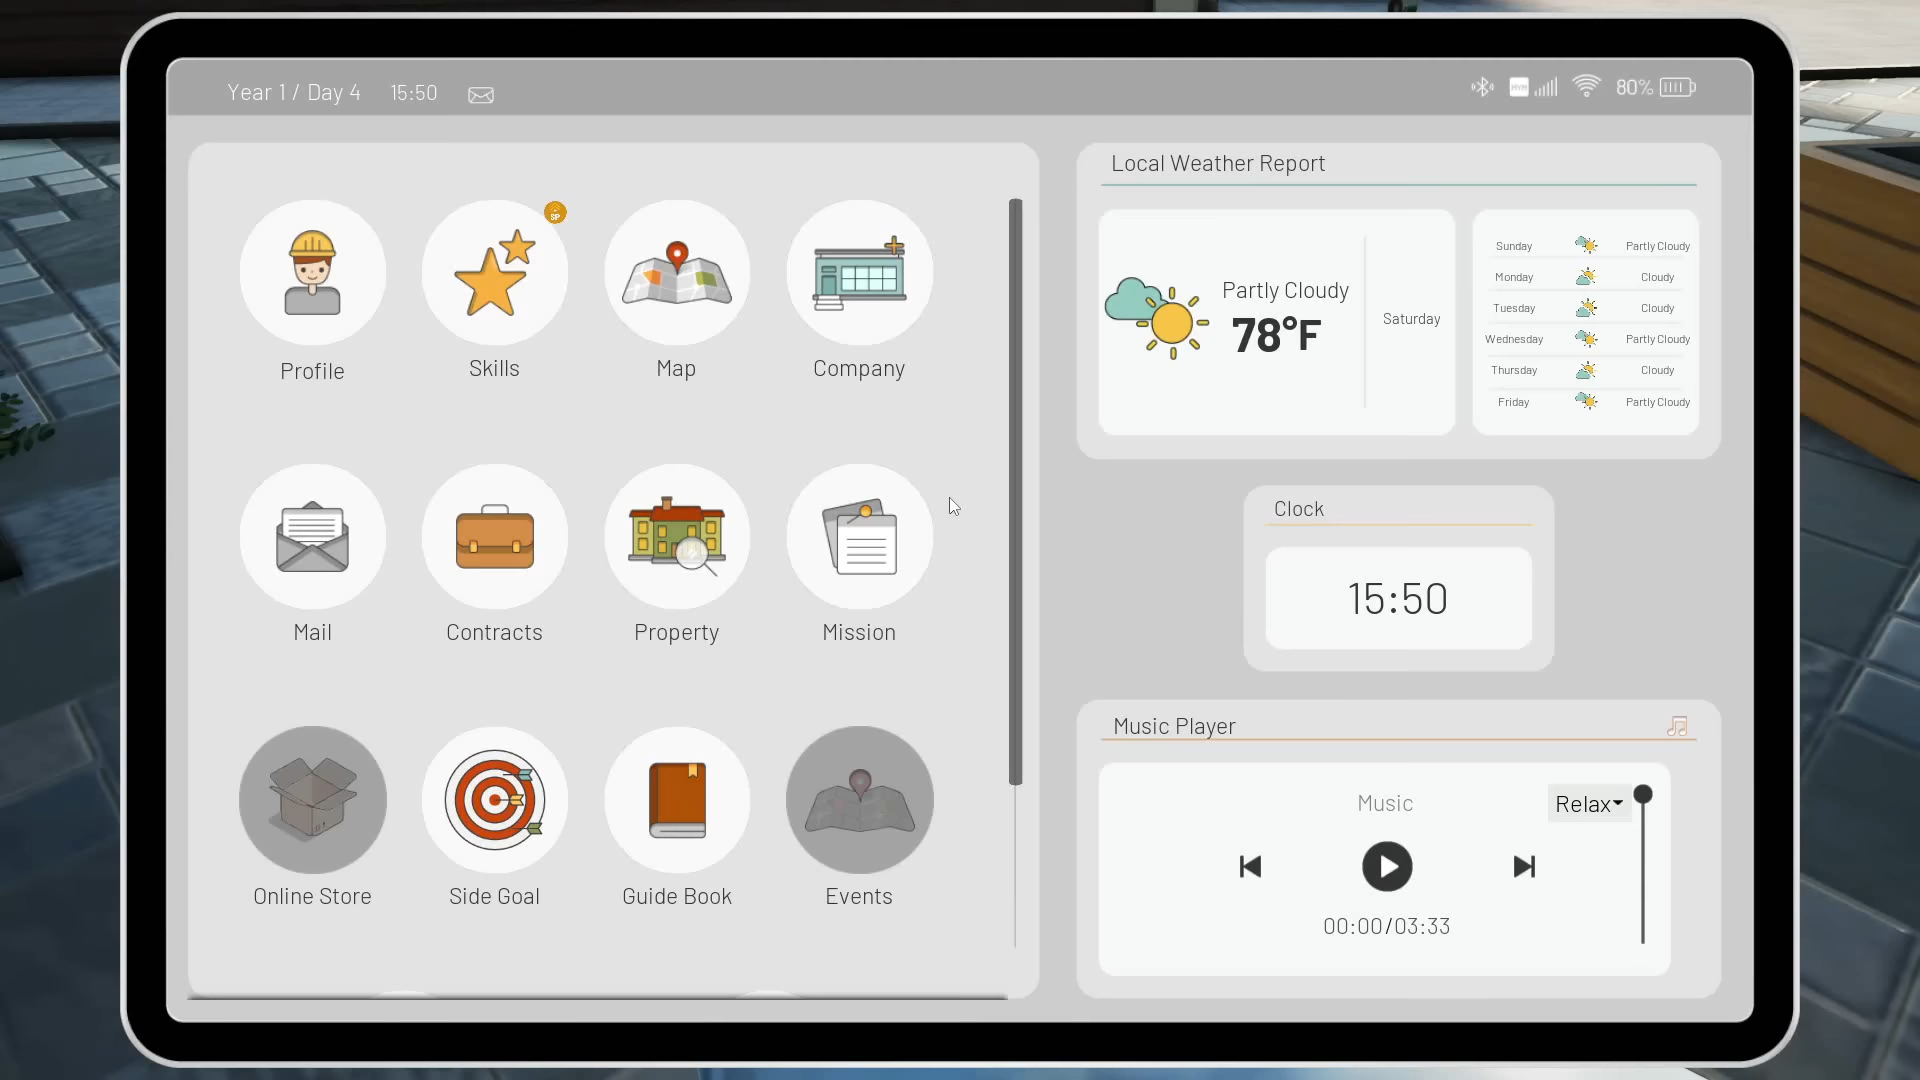 Year 1 / Day 4 15:50
80%
SP
Profile Skills Map Company
Mail Contracts Property Mission
Online Store Side Goal Guide Book Events
Local Weather Report
Partly Cloudy
78°F
Saturday
Sunday Partly Cloudy
Monday Cloudy
Tuesday Cloudy
Wednesday Partly Cloudy
Thursday Cloudy
Friday Partly Cloudy
Clock
15:50
Music Player
Music
Relax
00:00/03:33